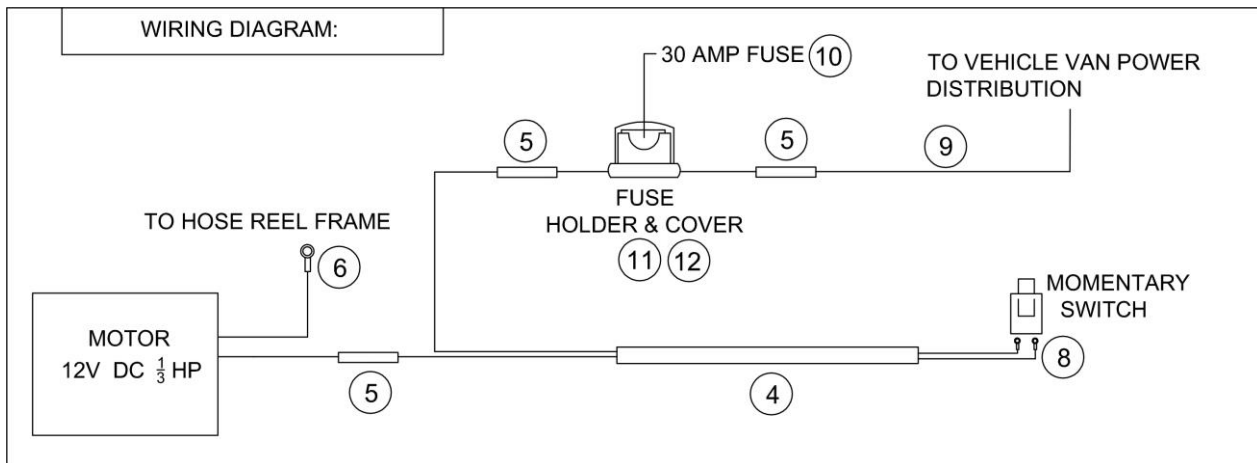 WIRING DIAGRAM:
30 AMP FUSE 10
TO VEHICLE VAN POWER
DISTRIBUTION
5
5
9
FUSE
HOLDER & COVER
11 12
TO HOSE REEL FRAME
6
MOMENTARY
SWITCH
8
MOTOR
12V DC 1/3 HP
5
4